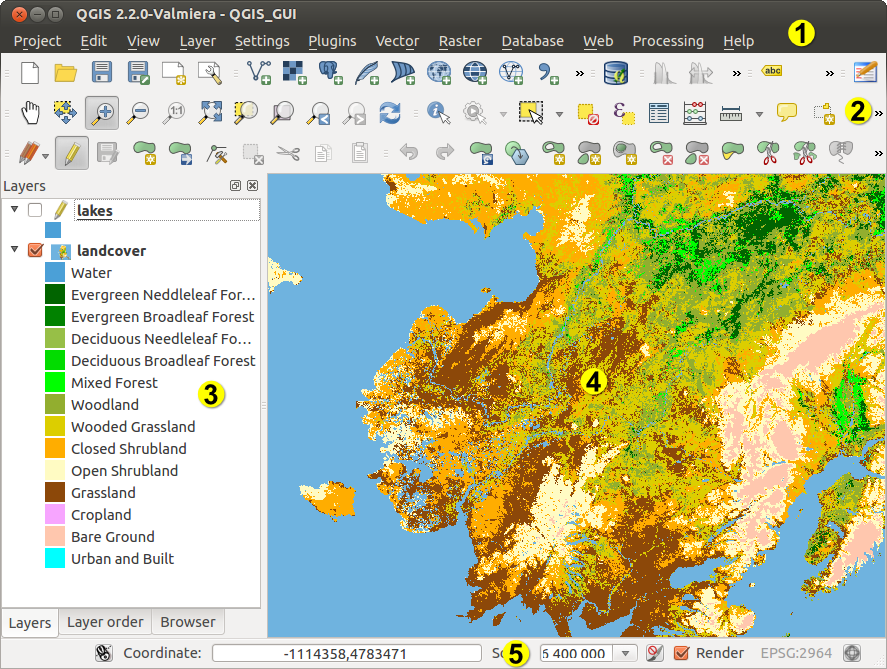 QGIS 2.2.0-Valmiera - QGIS_GUI
Project Edit View Layer Settings Plugins Vector Raster Database Web Processing Help 1
abc
1:1
2
Layers
lakes
landcover
Water
Evergreen Neddleleaf For...
Evergreen Broadleaf Forest
Deciduous Needleleaf Fo...
Deciduous Broadleaf Forest
Mixed Forest
Woodland
Wooded Grassland
Closed Shrubland
Open Shrubland
Grassland
Cropland
Bare Ground
Urban and Built
3
4
Layers Layer order Browser
Coordinate: -1114358,4783471 5 5 400 000 Render EPSG:2964